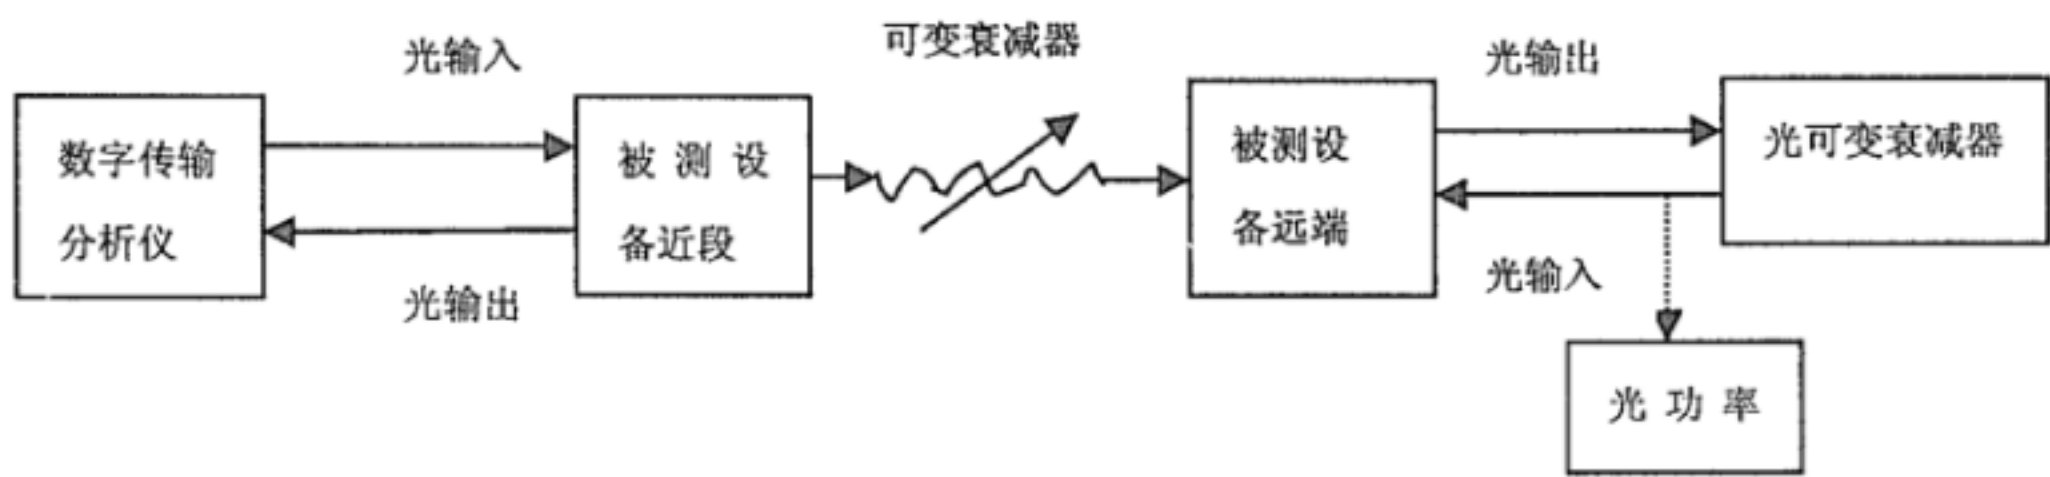 光输入
可变衰减器
光输出
数字传输
分析仪
被 测 设
备近段
被测设
备远端
光可变衰减器
光输出
光输入
光 功 率